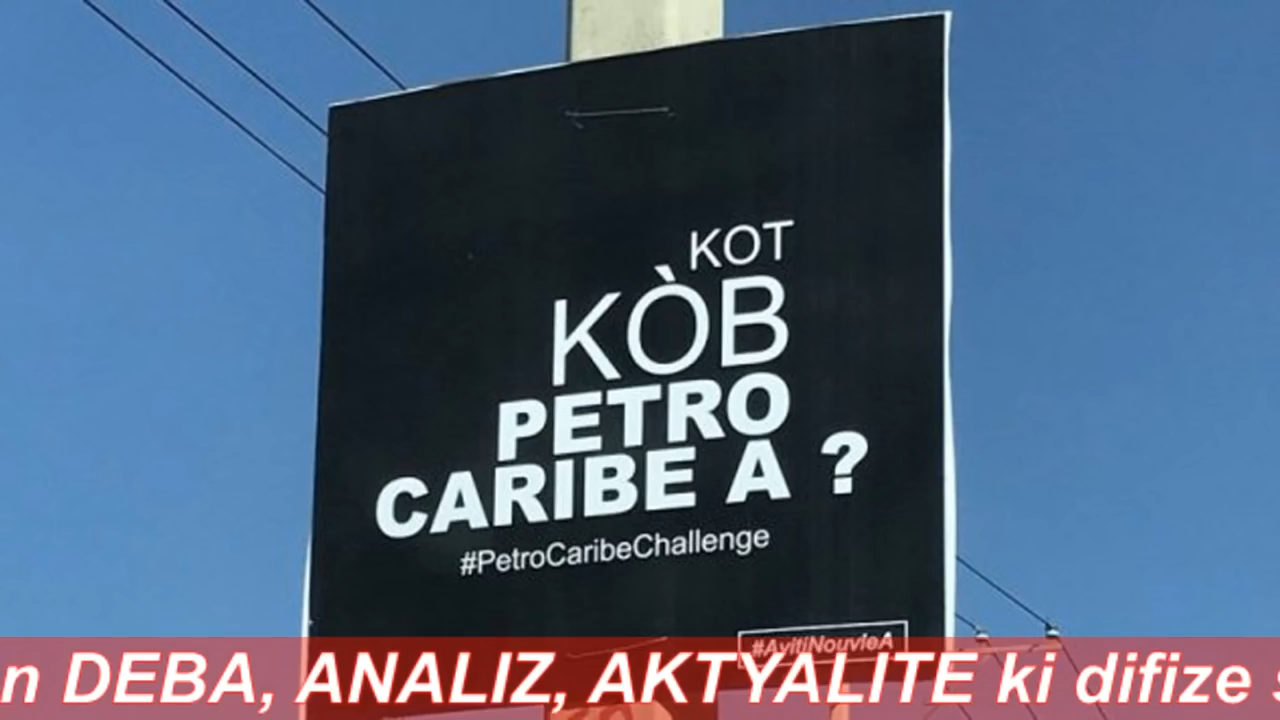 KOT
KÒB
PETRO
CARIBE A ?
#PetroCaribeChallenge
#AyitiNouvleA
n DEBA, ANALIZ, AKTYALITE ki difize s